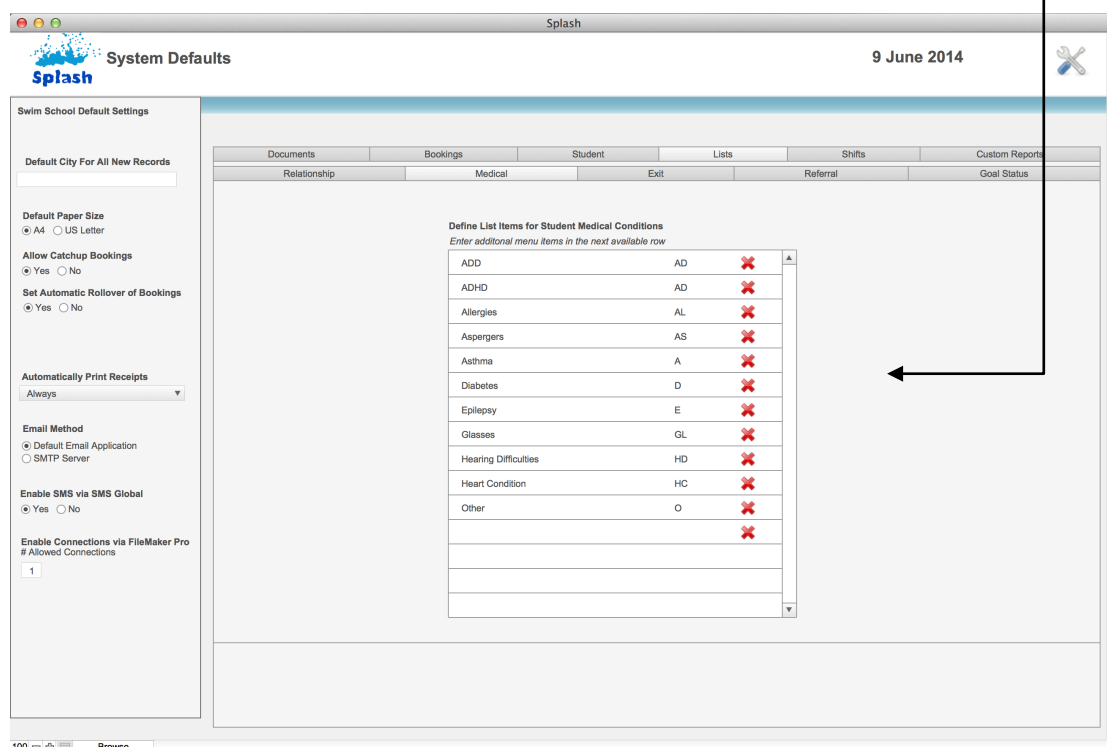 Splash
Splash
System Defaults
9 June 2014
Swim School Default Settings
Default City For All New Records
Default Paper Size
A4 US Letter
Allow Catchup Bookings
Yes No
Set Automatic Rollover of Bookings
Yes No
Automatically Print Receipts
Always
Email Method
Default Email Application
SMTP Server
Enable SMS via SMS Global
Yes No
Enable Connections via FileMaker Pro
# Allowed Connections
1
Documents Bookings Student Lists Shifts Custom Reports
Relationship Medical Exit Referral Goal Status
Define List Items for Student Medical Conditions
Enter additonal menu items in the next available row
ADD AD
ADHD AD
Allergies AL
Aspergers AS
Asthma A
Diabetes D
Epilepsy E
Glasses GL
Hearing Difficulties HD
Heart Condition HC
Other O
100 Browse